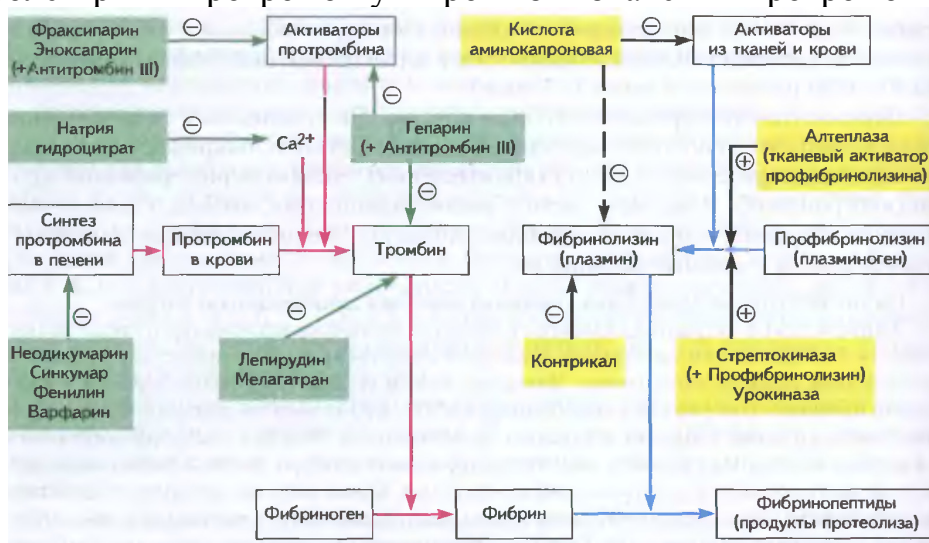 Фраксипарин
Эноксапарин
(+Антитромбин III)
⊖
Активаторы
протромбина
Кислота
аминокапроновая
⊖
Активаторы
из тканей и крови
⊖
Натрия
гидроцитрат
⊖
Ca²⁺
Гепарин
(+ Антитромбин III)
Алтеплаза
(тканевый активатор
профибринолизина)
⊖
⊖
⊕
Синтез
протромбина
в печени
Протромбин
в крови
Тромбин
Фибринолизин
(плазмин)
Профибринолизин
(плазминоген)
⊖
⊖
⊖
⊕
Неодикумарин
Синкумар
Фенилин
Варфарин
Лепирудин
Мелагатран
Контрикал
Стрептокиназа
(+ Профибринолизин)
Урокиназа
Фибриноген
Фибрин
Фибринопептиды
(продукты протеолиза)